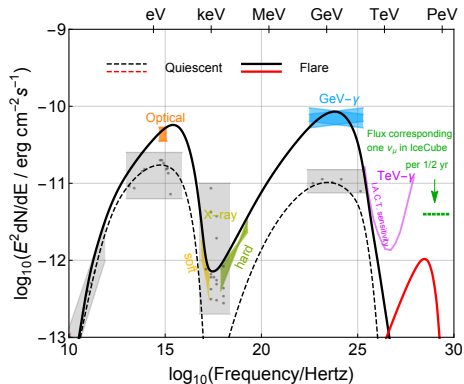 eV keV MeV GeV TeV PeV
-9
-10
-11
-12
-13
log₁₀(E²dN/dE / erg cm⁻² s⁻¹)
Quiescent Flare
Optical
GeV-γ
Flux corresponding
one νμ in IceCube
per 1/2 yr
TeV-γ
I.A.C.T. sensitivity
X-ray
soft
hard
10 15 20 25 30
log₁₀(Frequency/Hertz)